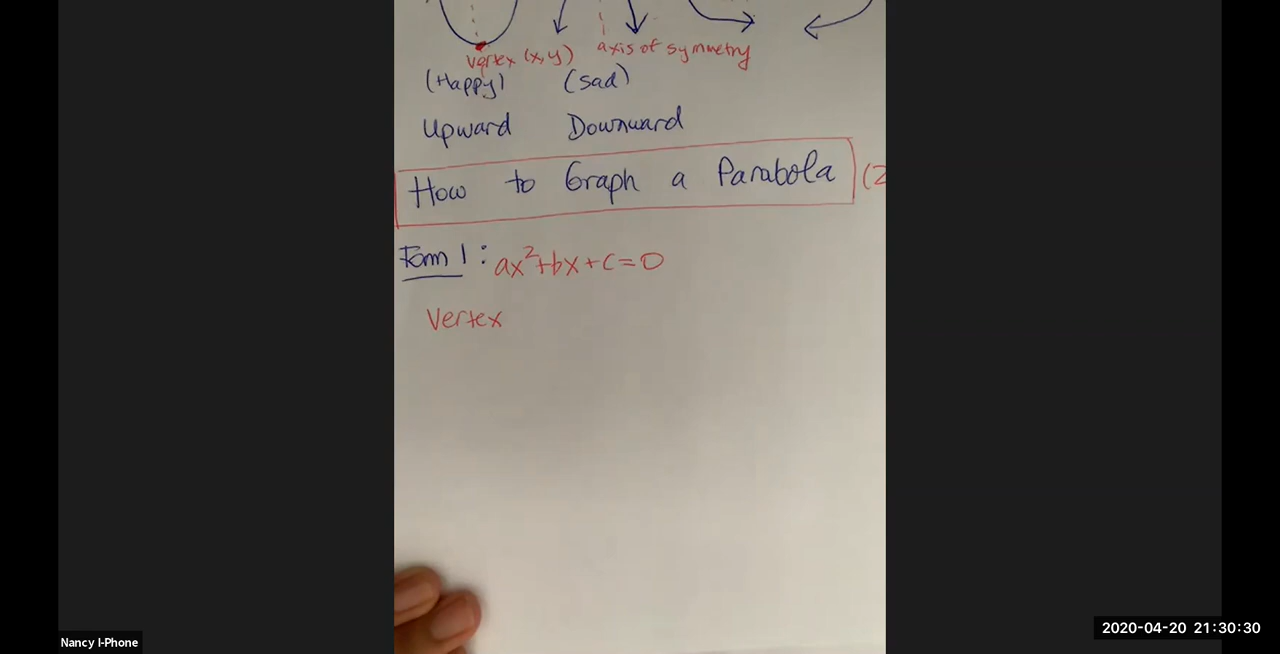 vertex (x,y) axis of symmetry
(Happy) (sad)
Upward Downward
How to Graph a Parabola (2
Form 1: ax²+bx+c=0
Vertex
Nancy I-Phone
2020-04-20 21:30:30